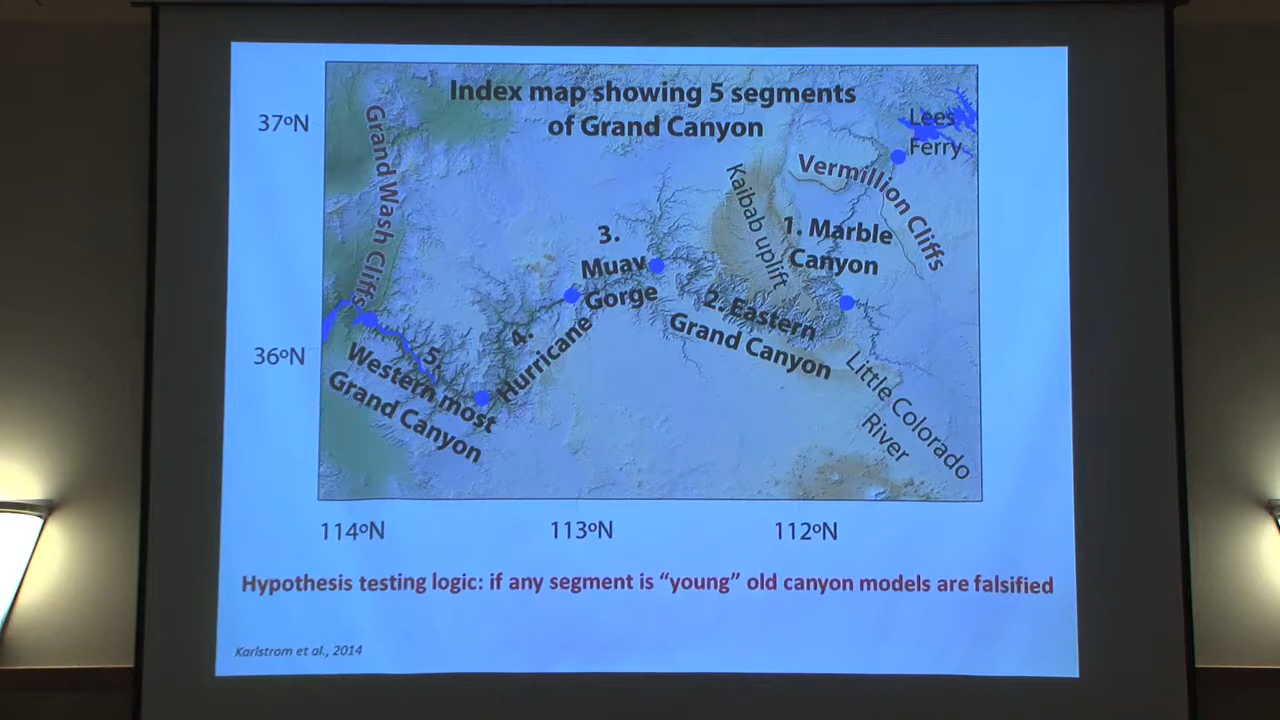 Index map showing 5 segments
of Grand Canyon
37ºN
36ºN
Grand Wash Cliffs
Lees
Ferry
Vermillion Cliffs
Kaibab uplift
1. Marble
Canyon
3.
Muav
Gorge
2. Eastern
Grand Canyon
4.
Hurricane
5.
Western most
Grand Canyon
Little Colorado
River
114ºN
113ºN
112ºN
Hypothesis testing logic: if any segment is “young” old canyon models are falsified
Karlstrom et al., 2014